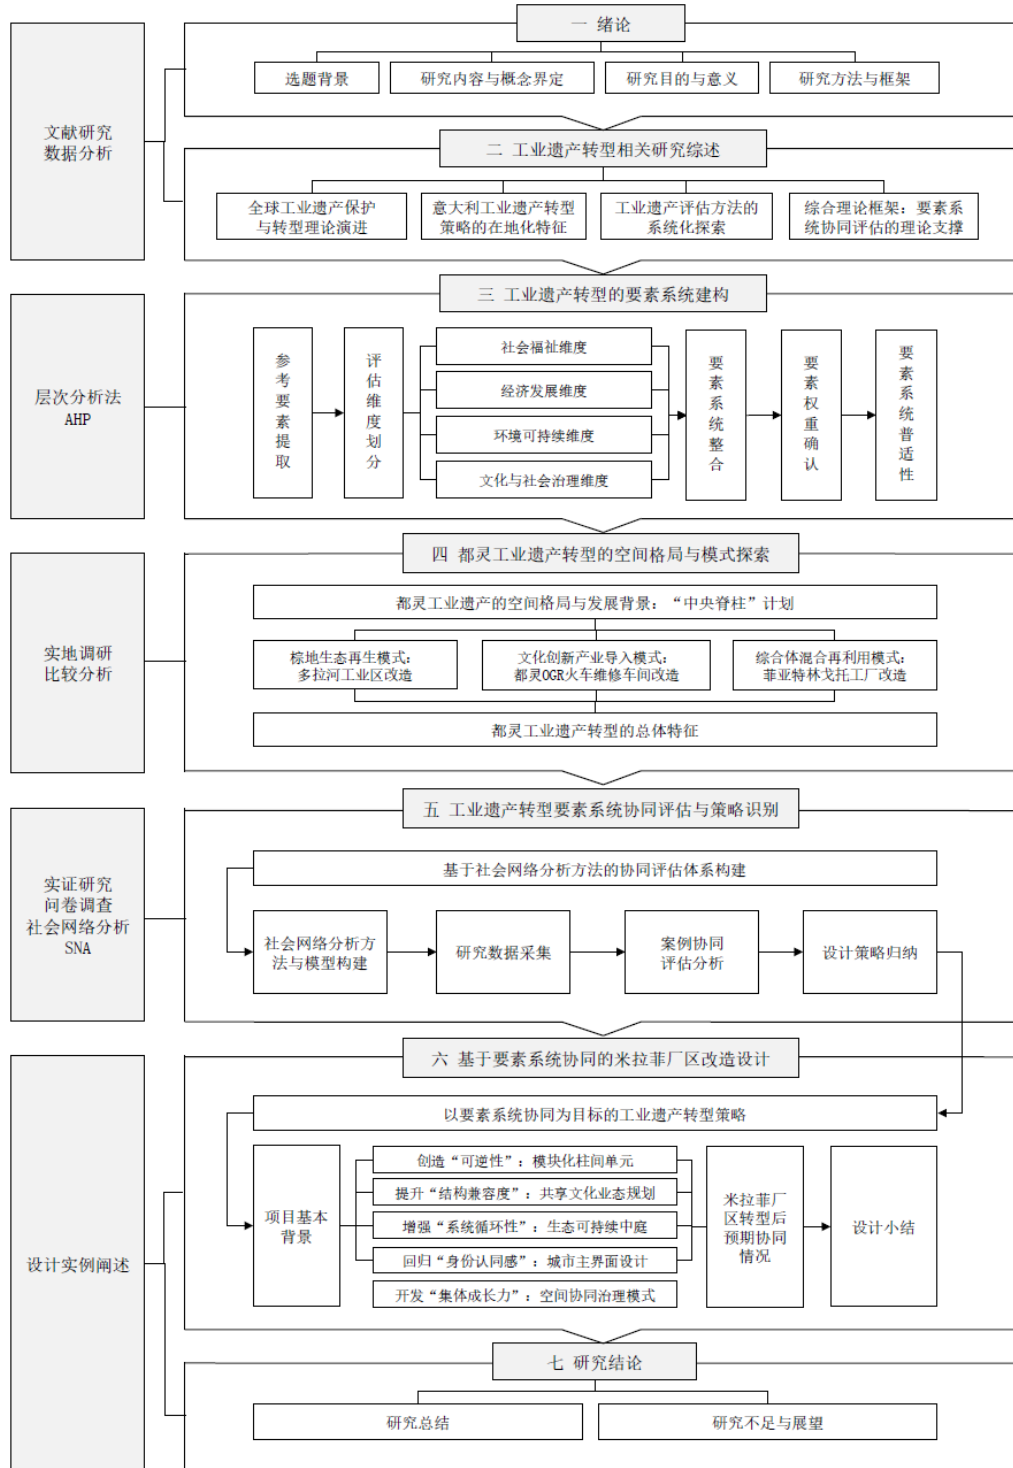 一 绪论
选题背景
研究内容与概念界定
研究目的与意义
研究方法与框架
文献研究
数据分析
二 工业遗产转型相关研究综述
全球工业遗产保护
与转型理论演进
意大利工业遗产转型
策略的在地化特征
工业遗产评估方法的
系统化探索
综合理论框架：要素系
统协同评估的理论支撑
三 工业遗产转型的要素系统建构
层次分析法
AHP
参考要素提取
评估维度划分
社会福祉维度
经济发展维度
环境可持续维度
文化与社会治理维度
要素系统整合
要素权重确认
要素系统普适性
四 都灵工业遗产转型的空间格局与模式探索
实地调研
比较分析
都灵工业遗产的空间格局与发展背景：“中央脊柱”计划
棕地生态再生模式：
多拉河工业区改造
文化创新产业导入模式：
都灵OGR火车维修车间改造
综合体混合再利用模式：
菲亚特林戈托工厂改造
都灵工业遗产转型的总体特征
五 工业遗产转型要素系统协同评估与策略识别
实证研究
问卷调查
社会网络分析
SNA
基于社会网络分析方法的协同评估体系构建
社会网络分析方
法与模型构建
研究数据采集
案例协同
评估分析
设计策略归纳
六 基于要素系统协同的米拉菲厂区改造设计
设计实例阐述
以要素系统协同为目标的工业遗产转型策略
项目基本
背景
创造“可逆性”：模块化柱间单元
提升“结构兼容度”：共享文化业态规划
增强“系统循环性”：生态可持续中庭
回归“身份认同感”：城市主界面设计
开发“集体成长力”：空间协同治理模式
米拉菲厂
区转型后
预期协同
情况
设计小结
七 研究结论
研究总结
研究不足与展望